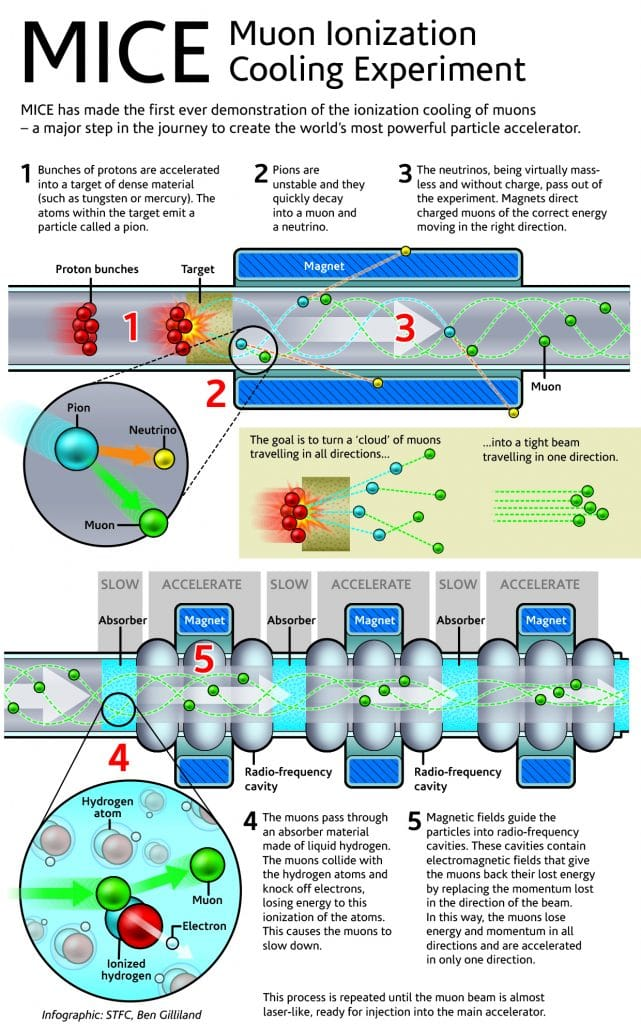 MICE Muon Ionization
Cooling Experiment
MICE has made the first ever demonstration of the ionization cooling of muons
– a major step in the journey to create the world’s most powerful particle accelerator.
1 Bunches of protons are accelerated
into a target of dense material
(such as tungsten or mercury). The
atoms within the target emit a
particle called a pion.
2 Pions are
unstable and they
quickly decay
into a muon and
a neutrino.
3 The neutrinos, being virtually mass-
less and without charge, pass out of
the experiment. Magnets direct
charged muons of the correct energy
moving in the right direction.
Proton bunches
Target
Magnet
1
3
2
Muon
Pion
Neutrino
Muon
The goal is to turn a ‘cloud’ of muons
travelling in all directions...
...into a tight beam
travelling in one direction.
SLOW ACCELERATE SLOW ACCELERATE SLOW ACCELERATE
Absorber Magnet Absorber Magnet Absorber Magnet
5
4
Radio-frequency
cavity
Radio-frequency
cavity
Hydrogen
atom
Muon
Electron
Ionized
hydrogen
4 The muons pass through
an absorber material
made of liquid hydrogen.
The muons collide with
the hydrogen atoms and
knock off electrons,
losing energy to this
ionization of the atoms.
This causes the muons to
slow down.
5 Magnetic fields guide the
particles into radio-frequency
cavities. These cavities contain
electromagnetic fields that give
the muons back their lost energy
by replacing the momentum lost
in the direction of the beam.
In this way, the muons lose
energy and momentum in all
directions and are accelerated
in only one direction.
This process is repeated until the muon beam is almost
laser-like, ready for injection into the main accelerator.
Infographic: STFC, Ben Gilliland